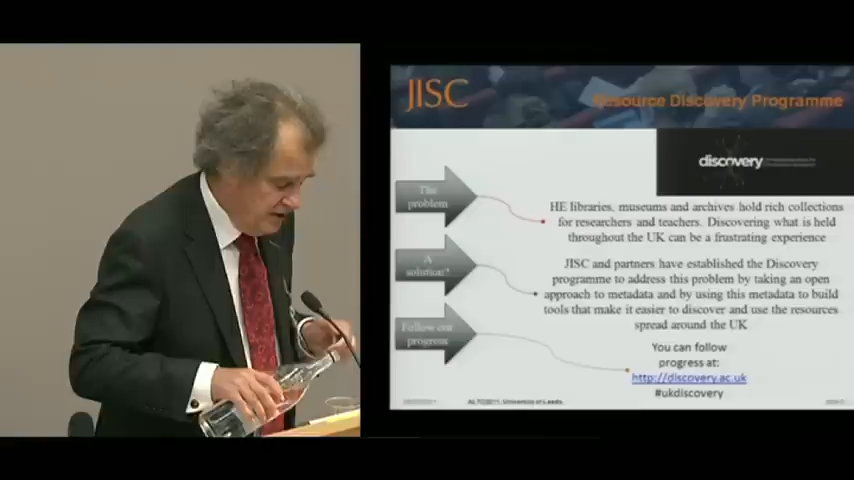 JISC
Resource Discovery Programme
discovery
The
problem
HE libraries, museums and archives hold rich collections
for researchers and teachers. Discovering what is held
throughout the UK can be a frustrating experience
A
solution?
JISC and partners have established the Discovery
programme to address this problem by taking an open
approach to metadata and by using this metadata to build
tools that make it easier to discover and use the resources
spread around the UK
Follow our
progress
You can follow
progress at:
http://discovery.ac.uk
#ukdiscovery
University of Leeds